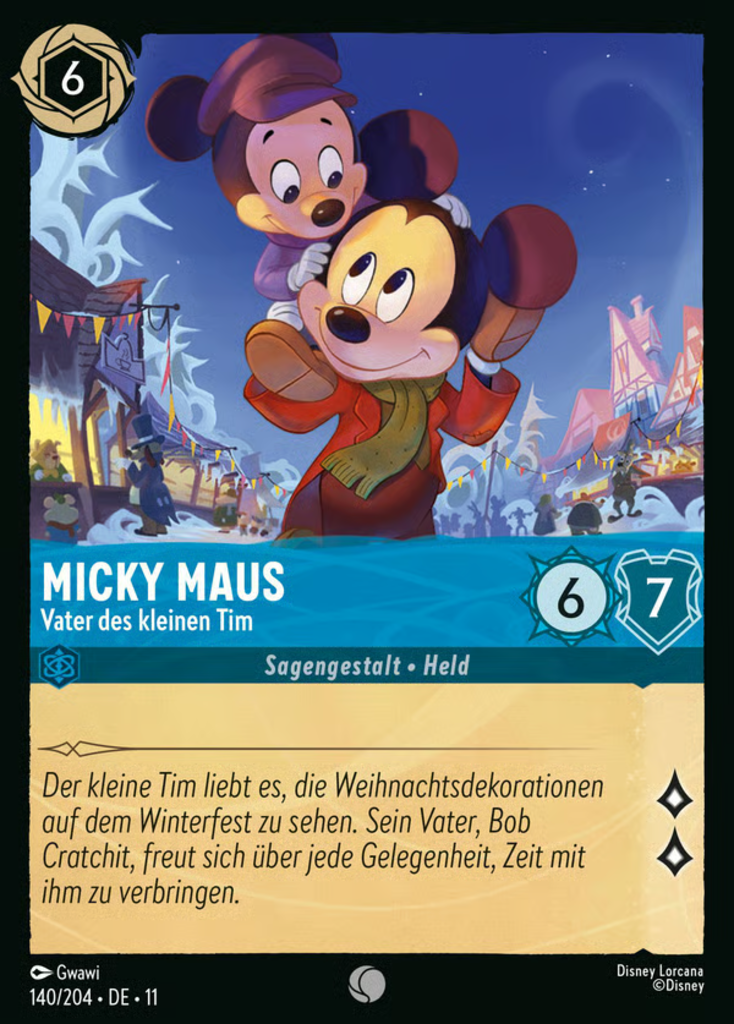 6
MICKY MAUS
Vater des kleinen Tim
6
7
Sagengestalt • Held
Der kleine Tim liebt es, die Weihnachtsdekorationen
auf dem Winterfest zu sehen. Sein Vater, Bob
Cratchit, freut sich über jede Gelegenheit, Zeit mit
ihm zu verbringen.
Gwawi
140/204 • DE • 11
Disney Lorcana
©Disney